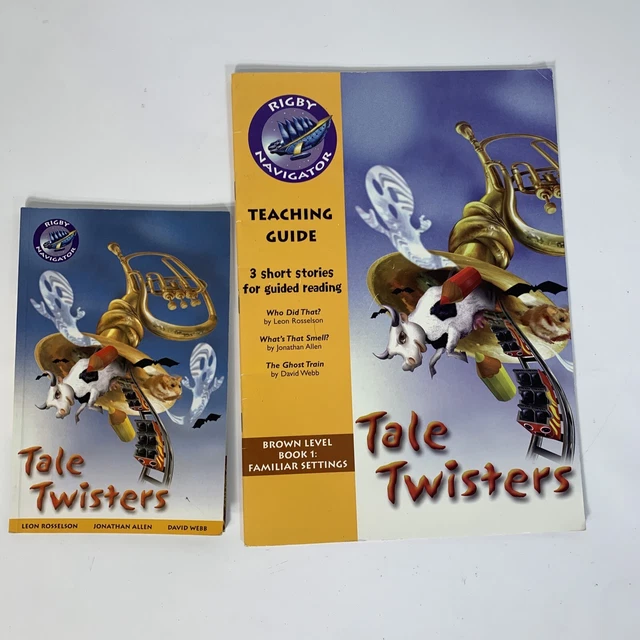 RIGBY
NAVIGATOR
Tale
Twisters
LEON ROSSELSON JONATHAN ALLEN DAVID WEBB
RIGBY
NAVIGATOR
TEACHING
GUIDE
3 short stories
for guided reading
Who Did That?
by Leon Rosselson
What's That Smell?
by Jonathan Allen
The Ghost Train
by David Webb
BROWN LEVEL
BOOK 1:
FAMILIAR SETTINGS
Tale
Twisters